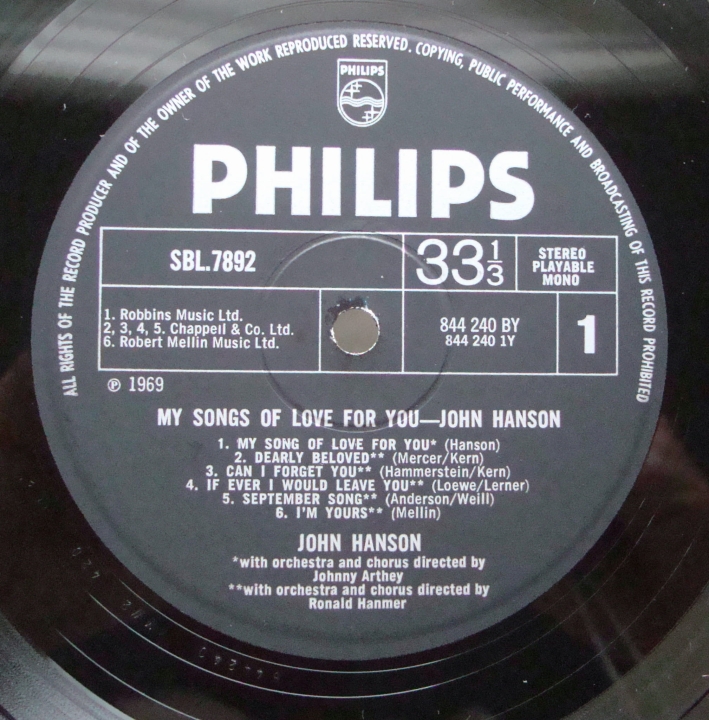 ALL RIGHTS OF THE RECORD PRODUCER AND OF THE OWNER OF THE WORK REPRODUCED RESERVED. COPYING, PUBLIC PERFORMANCE AND BROADCASTING OF THIS RECORD PROHIBITED
PHILIPS
PHILIPS
SBL.7892
33 1/3
STEREO
PLAYABLE
MONO
1. Robbins Music Ltd.
2, 3, 4, 5. Chappell & Co. Ltd.
6. Robert Mellin Music Ltd.
844 240 BY
844 240 1Y
1
℗ 1969
MY SONGS OF LOVE FOR YOU—JOHN HANSON
1. MY SONG OF LOVE FOR YOU* (Hanson)
2. DEARLY BELOVED** (Mercer/Kern)
3. CAN I FORGET YOU** (Hammerstein/Kern)
4. IF EVER I WOULD LEAVE YOU** (Loewe/Lerner)
5. SEPTEMBER SONG** (Anderson/Weill)
6. I'M YOURS** (Mellin)
JOHN HANSON
*with orchestra and chorus directed by
Johnny Arthey
**with orchestra and chorus directed by
Ronald Hanmer